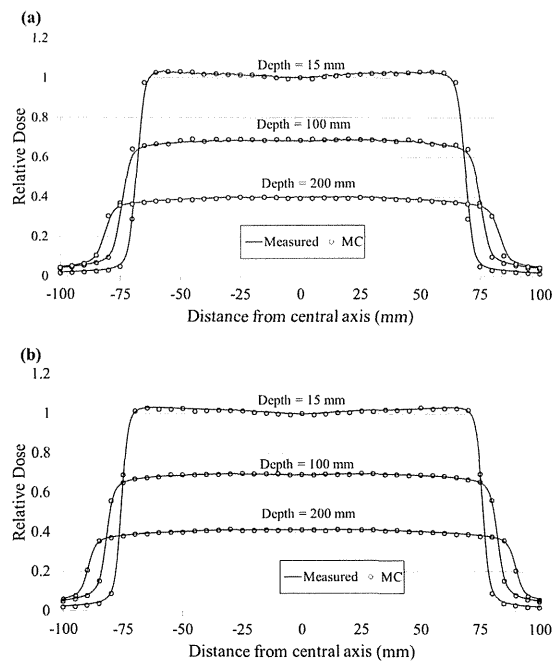 (a)
1.2
1
0.8
0.6
0.4
0.2
0
Relative Dose
Depth = 15 mm
Depth = 100 mm
Depth = 200 mm
Measured MC
-100 -75 -50 -25 0 25 50 75 100
Distance from central axis (mm)
(b)
1.2
1
0.8
0.6
0.4
0.2
0
Relative Dose
Depth = 15 mm
Depth = 100 mm
Depth = 200 mm
Measured MC
-100 -75 -50 -25 0 25 50 75 100
Distance from central axis (mm)